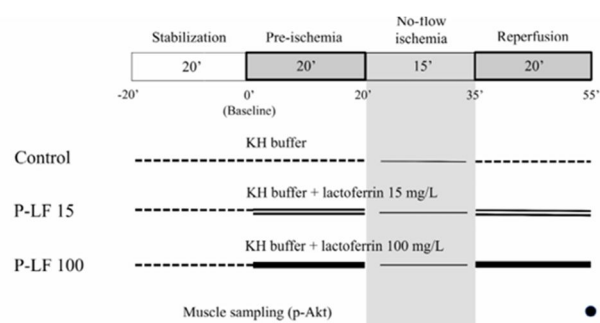 No-flow
Stabilization Pre-ischemia ischemia Reperfusion
20’ 20’ 15’ 20’
-20’ 0’ 20’ 35’ 55’
(Baseline)
KH buffer
Control
KH buffer + lactoferrin 15 mg/L
P-LF 15
KH buffer + lactoferrin 100 mg/L
P-LF 100
Muscle sampling (p-Akt)